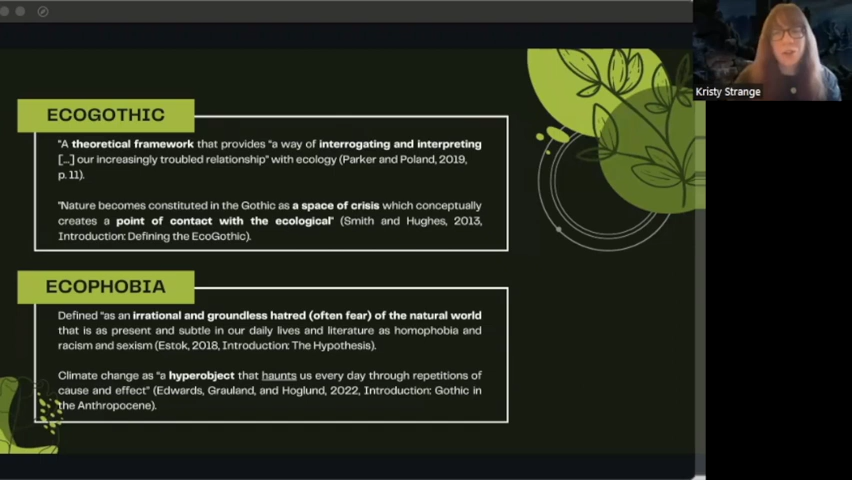 ECOGOTHIC
"A theoretical framework that provides "a way of interrogating and interpreting
[...] our increasingly troubled relationship" with ecology (Parker and Poland, 2019,
p. 11).
"Nature becomes constituted in the Gothic as a space of crisis which conceptually
creates a point of contact with the ecological" (Smith and Hughes, 2013,
Introduction: Defining the EcoGothic).
ECOPHOBIA
Defined "as an irrational and groundless hatred (often fear) of the natural world
that is as present and subtle in our daily lives and literature as homophobia and
racism and sexism (Estok, 2018, Introduction: The Hypothesis).
Climate change as "a hyperobject that haunts us every day through repetitions of
cause and effect" (Edwards, Grauland, and Hoglund, 2022, Introduction: Gothic in
the Anthropocene).
Kristy Strange